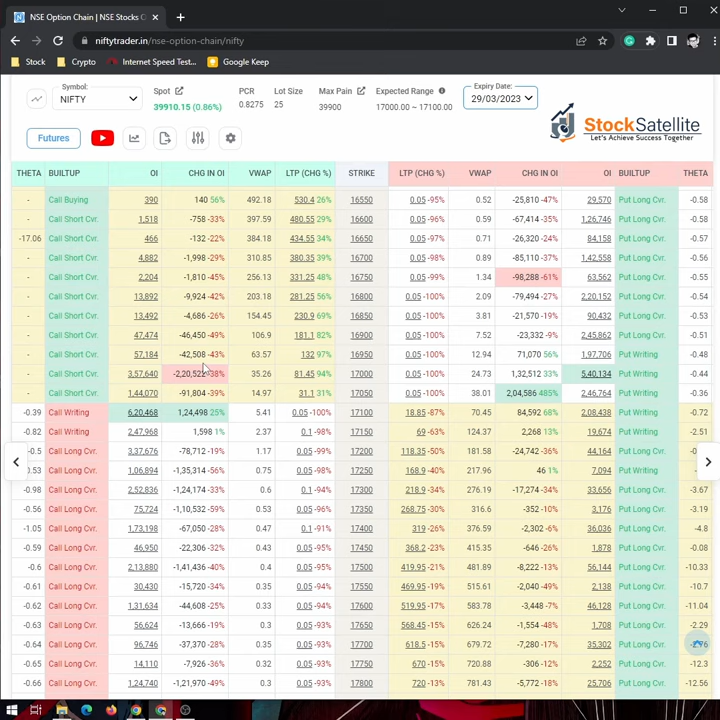 NSE Option Chain | NSE Stocks C
niftytrader.in/nse-option-chain/nifty
Stock Crypto Internet Speed Test... Google Keep
Symbol: NIFTY
Spot 39910.15 (0.86%)
PCR 0.8275
Lot Size 25
Max Pain 39900
Expected Range 17000.00 ~ 17100.00
Expiry Date: 29/03/2023
StockSatellite
Let's Achieve Success Together
Futures
THETA BUILTUP OI CHG IN OI VWAP LTP (CHG %) STRIKE LTP (CHG %) VWAP CHG IN OI OI BUILTUP THETA
- Call Buying 390 140 56% 492.18 530.4 26% 16550 0.05 -95% 0.52 -25,810 -47% 29,570 Put Long Cvr. -0.58
- Call Short Cvr. 1,518 -758 -33% 397.59 480.55 29% 16600 0.05 -96% 0.59 -67,414 -35% 1,26,746 Put Long Cvr. -0.58
-17.06 Call Short Cvr. 466 -132 -22% 384.18 434.55 34% 16650 0.05 -97% 0.71 -26,320 -24% 84,158 Put Long Cvr. -0.57
- Call Short Cvr. 4,882 -1,998 -29% 310.85 380.35 39% 16700 0.05 -98% 0.89 -85,110 -37% 1,42,558 Put Long Cvr. -0.56
- Call Short Cvr. 2,204 -1,810 -45% 256.13 331.25 48% 16750 0.05 -99% 1.34 -98,288 -61% 63,562 Put Long Cvr. -0.55
- Call Short Cvr. 13,892 -9,924 -42% 203.18 281.25 56% 16800 0.05 -100% 2.09 -79,494 -27% 2,20,152 Put Long Cvr. -0.54
- Call Short Cvr. 13,492 -4,686 -26% 154.45 230.9 69% 16850 0.05 -100% 3.81 -21,570 -19% 90,432 Put Long Cvr. -0.53
- Call Short Cvr. 47,474 -46,450 -49% 106.9 181.1 82% 16900 0.05 -100% 7.52 -23,332 -9% 2,45,862 Put Long Cvr. -0.51
- Call Short Cvr. 57,184 -42,508 -43% 63.57 132 97% 16950 0.05 -100% 12.94 71,070 56% 1,97,706 Put Writing -0.48
- Call Short Cvr. 3,57,640 -2,20,522 -38% 35.26 81.45 94% 17000 0.05 -100% 24.73 1,32,512 33% 5,40,134 Put Writing -0.44
- Call Short Cvr. 1,44,070 -91,804 -39% 14.97 31.1 31% 17050 0.05 -100% 38.01 2,04,586 485% 2,46,764 Put Writing -0.36
-0.39 Call Writing 6,20,468 1,24,498 25% 5.41 0.05 -100% 17100 18.85 -87% 70.45 84,592 68% 2,08,438 Put Writing -0.72
-0.82 Call Writing 2,47,968 1,598 1% 2.37 0.1 -98% 17150 69 -63% 124.37 2,268 13% 19,674 Put Writing -2.51
-0.5 Call Long Cvr. 3,37,676 -78,712 -19% 1.17 0.05 -99% 17200 118.35 -50% 181.58 -24,742 -36% 44,164 Put Long Cvr.
Call Long Cvr. 1,06,894 -1,35,314 -56% 0.75 0.05 -98% 17250 168.9 -40% 217.96 46 1% 7,094 Put Writing
-0.98 Call Long Cvr. 2,52,836 -1,24,174 -33% 0.6 0.1 -94% 17300 218.9 -34% 276.19 -17,274 -34% 33,656 Put Long Cvr. -3.67
-0.56 Call Long Cvr. 75,724 -1,10,532 -59% 0.53 0.05 -96% 17350 268.75 -30% 316.6 -352 -10% 3,176 Put Long Cvr. -3.19
-1.05 Call Long Cvr. 1,73,198 -67,050 -28% 0.47 0.1 -91% 17400 319 -26% 376.59 -2,302 -6% 36,036 Put Long Cvr. -4.8
-0.59 Call Long Cvr. 46,950 -22,306 -32% 0.43 0.05 -95% 17450 368.2 -23% 415.35 -646 -26% 1,878 Put Long Cvr. -0.08
-0.6 Call Long Cvr. 2,13,880 -1,41,436 -40% 0.4 0.05 -94% 17500 419.95 -21% 481.89 -8,222 -13% 56,144 Put Long Cvr. -10.33
-0.61 Call Long Cvr. 30,430 -15,720 -34% 0.35 0.05 -94% 17550 469.95 -19% 515.61 -2,040 -49% 2,138 Put Long Cvr. -10.7
-0.62 Call Long Cvr. 1,31,634 -44,608 -25% 0.35 0.05 -94% 17600 519.95 -17% 583.78 -3,448 -7% 46,128 Put Long Cvr. -11.04
-0.63 Call Long Cvr. 56,624 -13,666 -19% 0.3 0.05 -93% 17650 568.45 -15% 626.24 -1,554 -48% 1,728 Put Long Cvr. -2.29
-0.64 Call Long Cvr. 96,746 -37,370 -28% 0.35 0.05 -93% 17700 618.5 -15% 679.72 -7,280 -17% 35,302 Put Long Cvr.
-0.65 Call Long Cvr. 14,110 -7,926 -36% 0.32 0.05 -93% 17750 670 -15% 720.88 -306 -12% 2,252 Put Long Cvr. -12.3
-0.66 Call Long Cvr. 1,24,740 -1,21,970 -49% 0.3 0.05 -93% 17800 720 -13% 781.43 -5,772 -18% 25,706 Put Long Cvr. -12.56